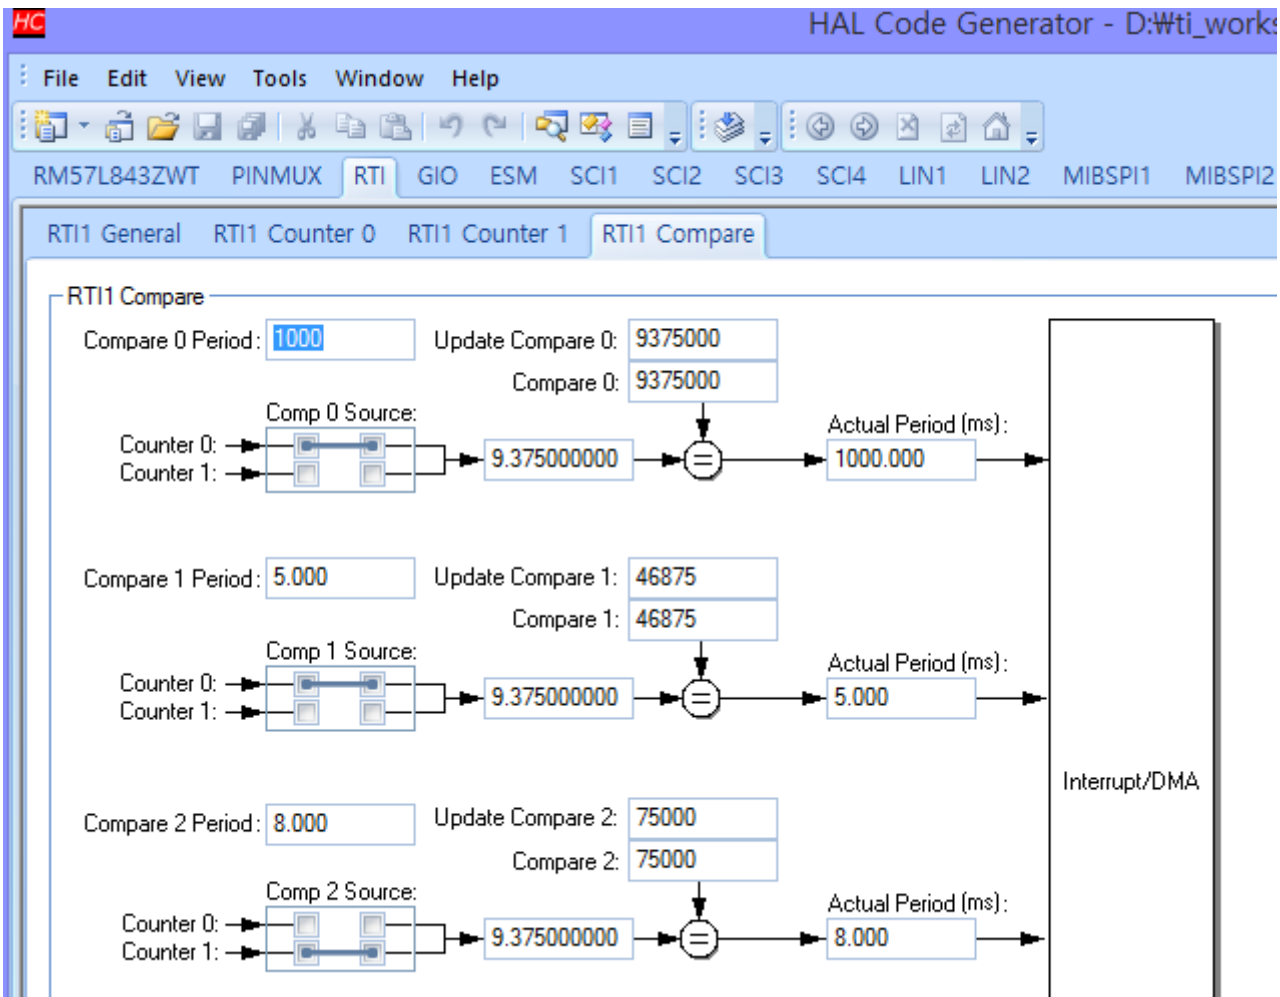 HC HAL Code Generator - D:₩ti_works
File Edit View Tools Window Help
RM57L843ZWT PINMUX RTI GIO ESM SCI1 SCI2 SCI3 SCI4 LIN1 LIN2 MIBSPI1 MIBSPI2
RTI1 General RTI1 Counter 0 RTI1 Counter 1 RTI1 Compare
RTI1 Compare
Compare 0 Period: 1000 Update Compare 0: 9375000
Compare 0: 9375000
Comp 0 Source:
Actual Period (ms):
Counter 0:
9.375000000 1000.000
Counter 1:
Compare 1 Period: 5.000 Update Compare 1: 46875
Compare 1: 46875
Comp 1 Source:
Actual Period (ms):
Counter 0:
9.375000000 5.000
Counter 1:
Interrupt/DMA
Compare 2 Period: 8.000 Update Compare 2: 75000
Compare 2: 75000
Comp 2 Source:
Actual Period (ms):
Counter 0:
9.375000000 8.000
Counter 1: